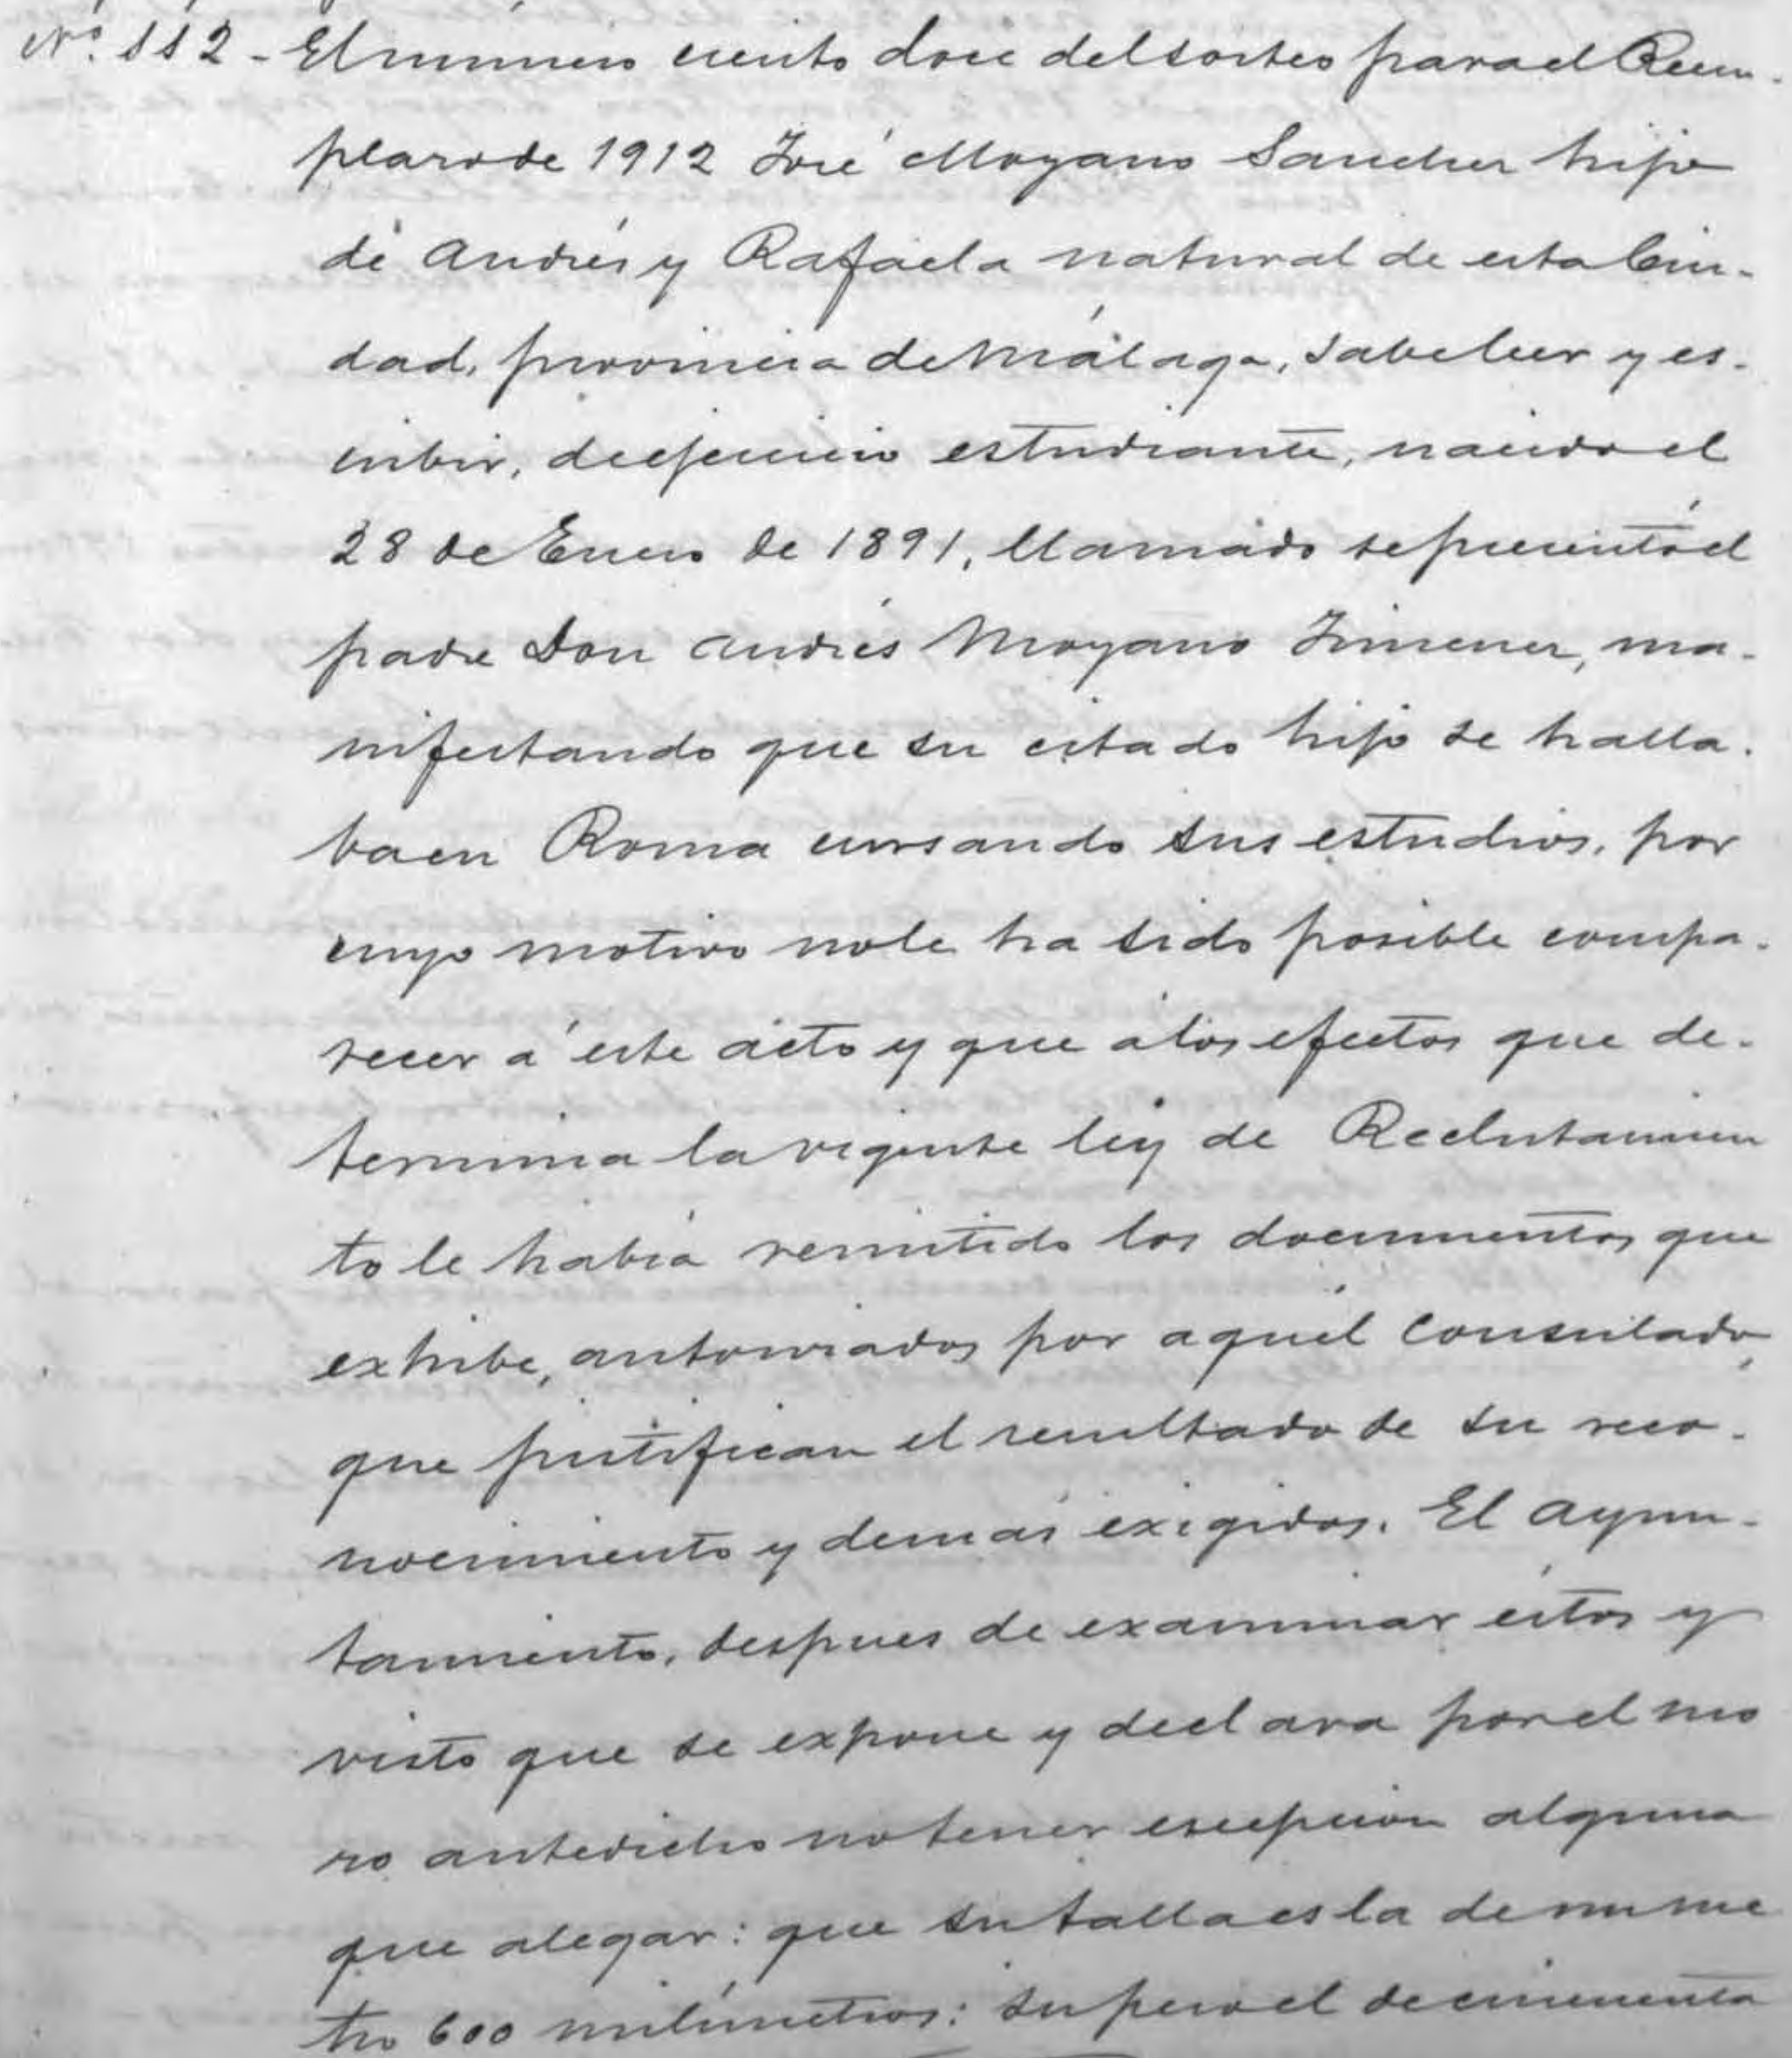 Nº. 112 - El numero ciento doce del sorteo para el Reem-
plazo de 1912 José Moyano Sanchez hijo
de Andrés y Rafaela natural de esta Ciu-
dad, provincia de Málaga, sabe leer y es-
cribir, de ejercicio estudiante, nacido el
28 de Enero de 1891, llamado se presentó el
padre Don Andrés Moyano Jimenez, ma-
nifestando que su citado hijo se halla-
ba en Roma cursando sus estudios, por
cuyo motivo no le ha sido posible compa-
recer á este acto y que a los efectos que de-
termina la vigente ley de Reclutamien
to le había remitido los documentos que
exhibe, autorizados por aquél Consulado,
que justifican el resultado de su reco-
nocimiento y demás exigidos. El Ayun-
tamiento, despues de examinar éstos y
visto que se expone y declara por el mo
zo antedicho no tener escepción alguna
que alegar: que su talla es la de un me
tro 600 milímetros: su peso el de cincuenta